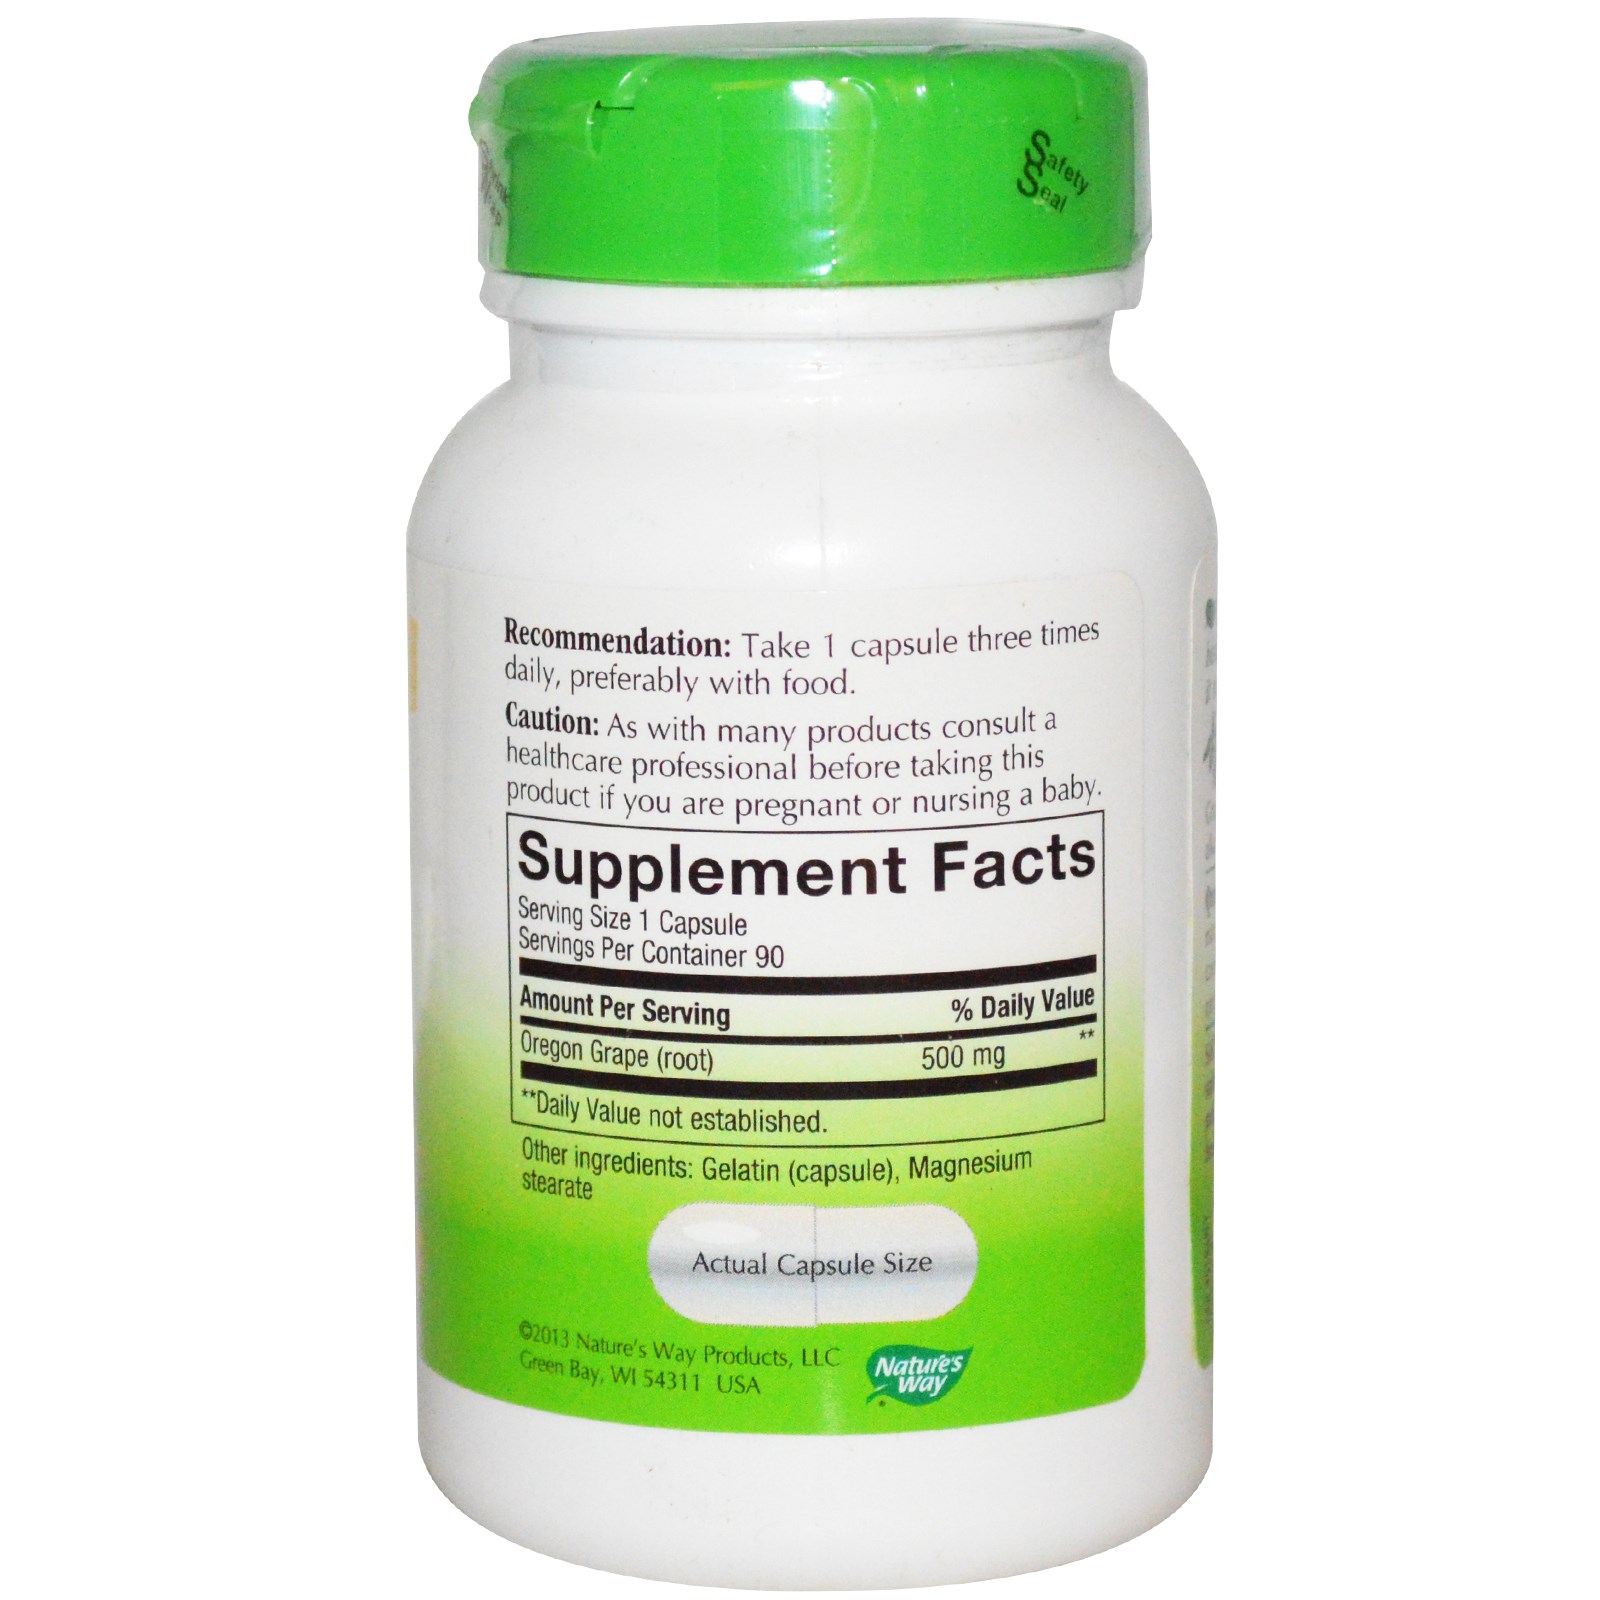 Safety
Seal
Recommendation: Take 1 capsule three times
daily, preferably with food.
Caution: As with many products consult a
healthcare professional before taking this
product if you are pregnant or nursing a baby.
Supplement Facts
Serving Size 1 Capsule
Servings Per Container 90
Amount Per Serving % Daily Value
Oregon Grape (root) 500 mg **
**Daily Value not established.
Other ingredients: Gelatin (capsule), Magnesium
stearate
Actual Capsule Size
©2013 Nature's Way Products, LLC
Green Bay, WI 54311 USA
Nature's
Way